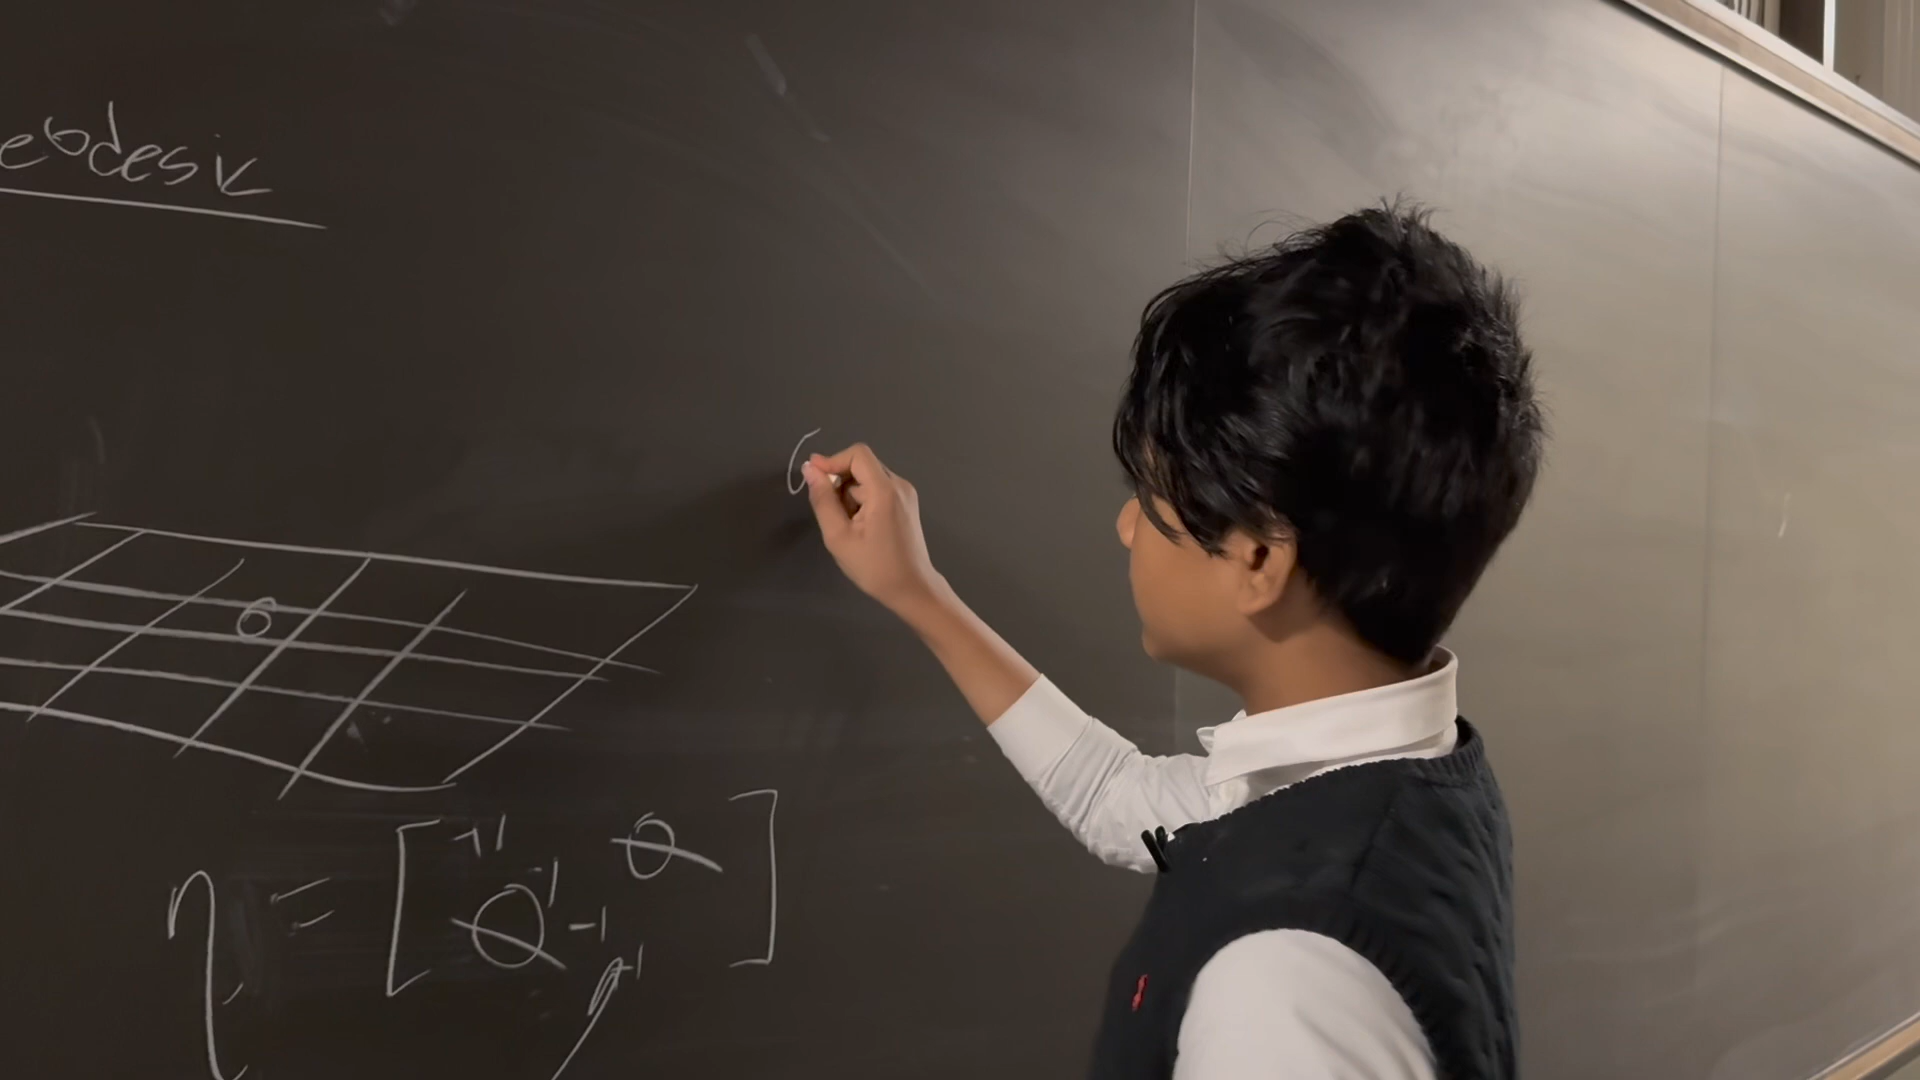 eodesic
η = [ +1 0
0 -1 -1 -1 ]